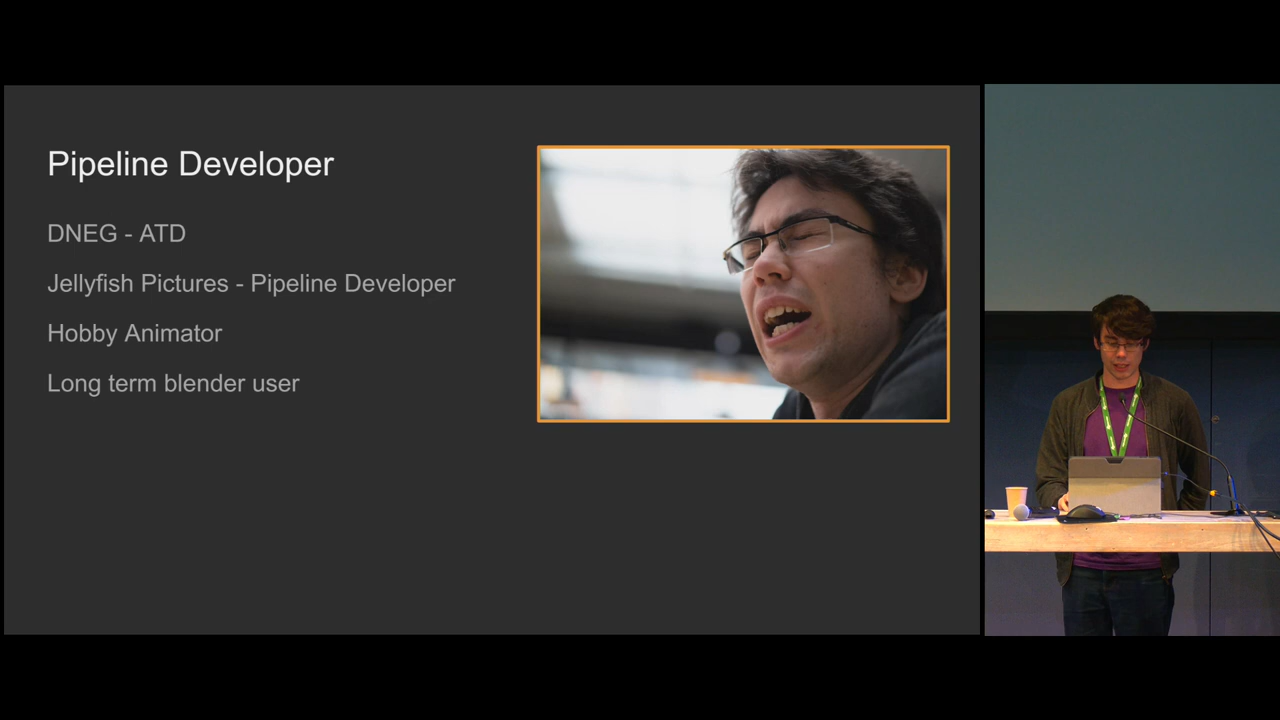 Pipeline Developer
DNEG - ATD
Jellyfish Pictures - Pipeline Developer
Hobby Animator
Long term blender user